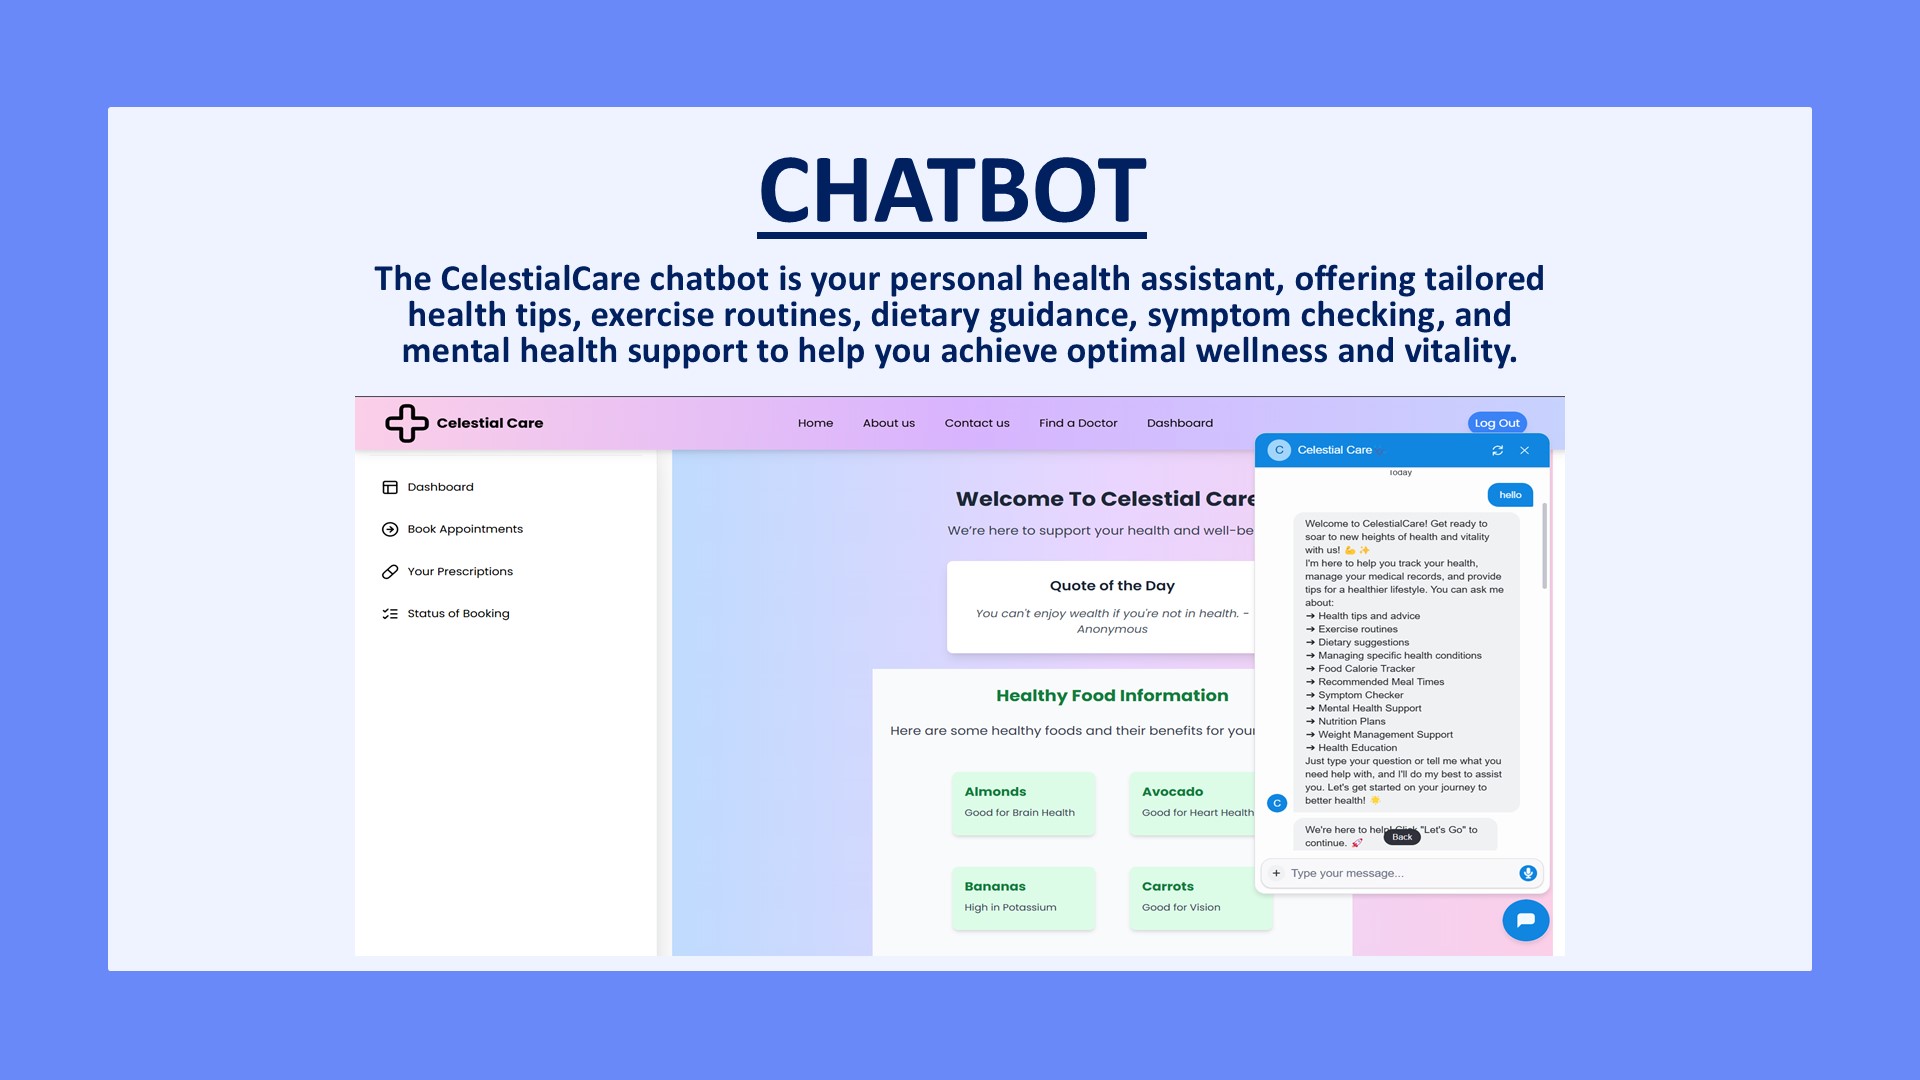 CHATBOT
The CelestialCare chatbot is your personal health assistant, offering tailored
health tips, exercise routines, dietary guidance, symptom checking, and
mental health support to help you achieve optimal wellness and vitality.
Celestial Care
Home About us Contact us Find a Doctor Dashboard
Log Out
Dashboard
Book Appointments
Your Prescriptions
Status of Booking
Welcome To Celestial Care
We're here to support your health and well-be
Quote of the Day
You can't enjoy wealth if you're not in health. -
Anonymous
Healthy Food Information
Here are some healthy foods and their benefits for your
Almonds
Good for Brain Health
Avocado
Good for Heart Health
Bananas
High in Potassium
Carrots
Good for Vision
C Celestial Care
Today
hello
Welcome to CelestialCare! Get ready to
soar to new heights of health and vitality
with us! 💪 ✨
I'm here to help you track your health,
manage your medical records, and provide
tips for a healthier lifestyle. You can ask me
about:
➔ Health tips and advice
➔ Exercise routines
➔ Dietary suggestions
➔ Managing specific health conditions
➔ Food Calorie Tracker
➔ Recommended Meal Times
➔ Symptom Checker
➔ Mental Health Support
➔ Nutrition Plans
➔ Weight Management Support
➔ Health Education
Just type your question or tell me what you
need help with, and I'll do my best to assist
you. Let's get started on your journey to
better health! 🌟
C
We're here to help! Click "Let's Go" to
continue. 🚀
Back
+ Type your message...